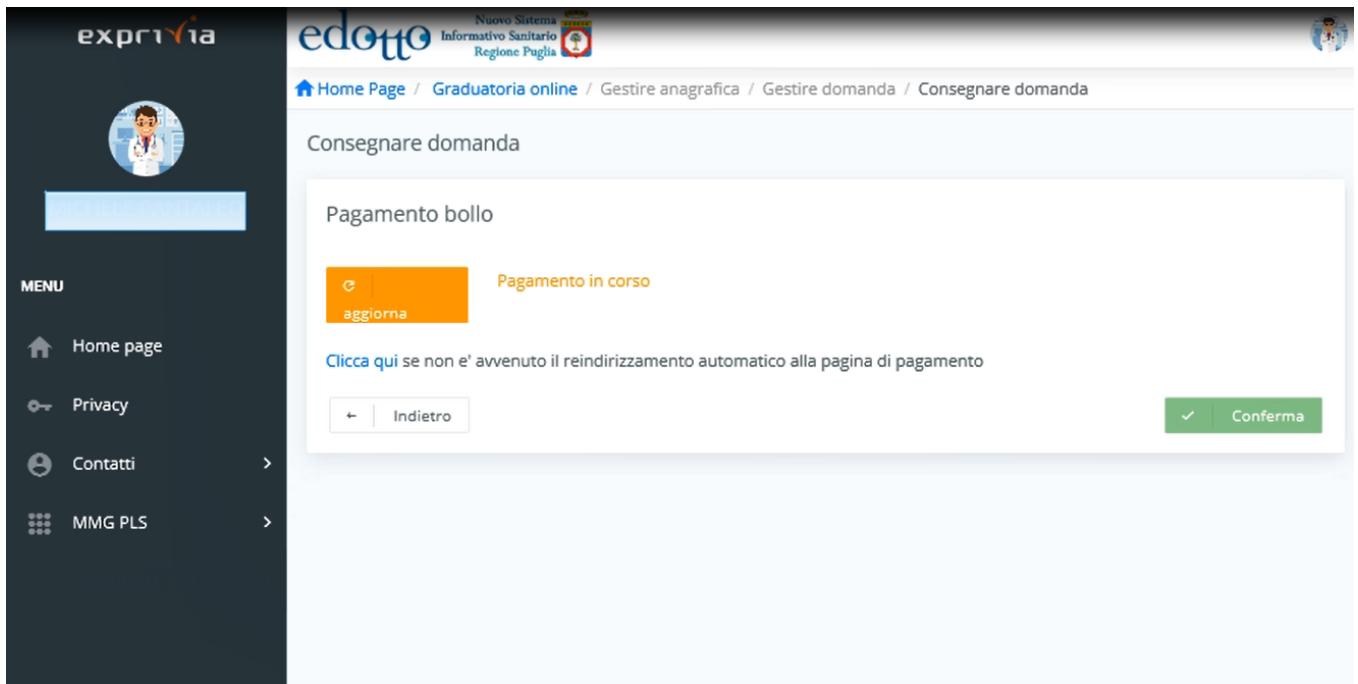 exprivia
edotto
Nuovo Sistema
Informativo Sanitario
Regione Puglia
Home Page / Graduatoria online / Gestire anagrafica / Gestire domanda / Consegnare domanda
Consegnare domanda
Pagamento bollo
MENU
aggiorna
Pagamento in corso
Home page
Clicca qui se non e' avvenuto il reindirizzamento automatico alla pagina di pagamento
Privacy
Indietro
Conferma
Contatti
MMG PLS